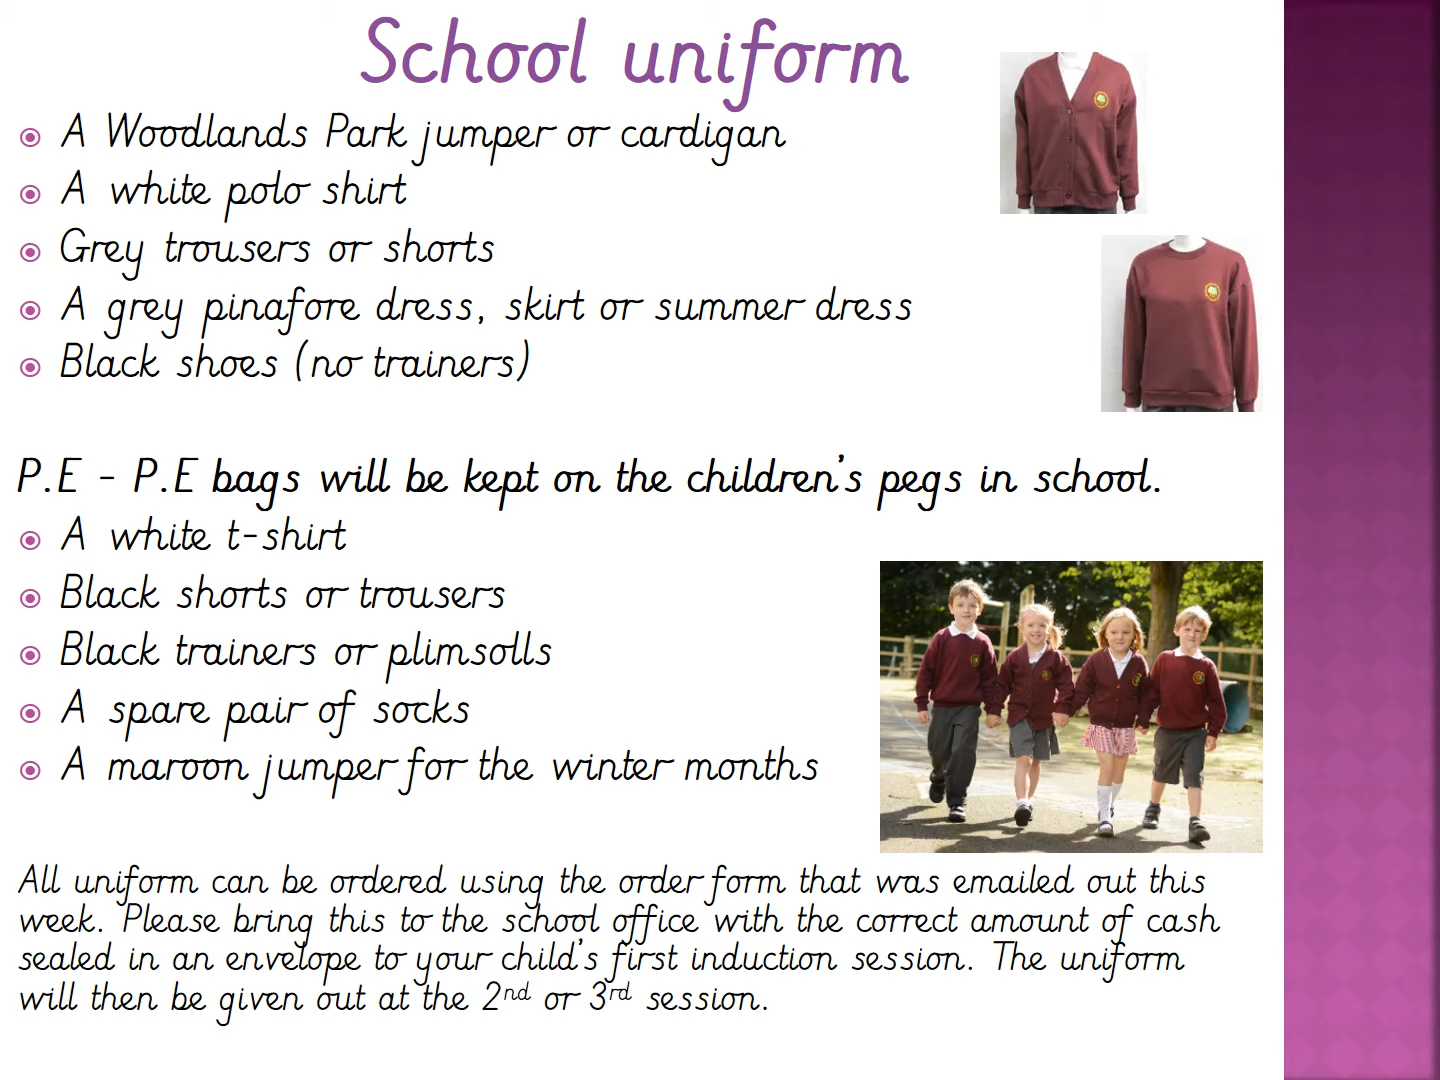 School uniform
A Woodlands Park jumper or cardigan
A white polo shirt
Grey trousers or shorts
A grey pinafore dress, skirt or summer dress
Black shoes (no trainers)
P.E - P.E bags will be kept on the children's pegs in school.
A white t-shirt
Black shorts or trousers
Black trainers or plimsolls
A spare pair of socks
A maroon jumper for the winter months
All uniform can be ordered using the order form that was emailed out this
week. Please bring this to the school office with the correct amount of cash
sealed in an envelope to your child's first induction session. The uniform
will then be given out at the 2nd or 3rd session.